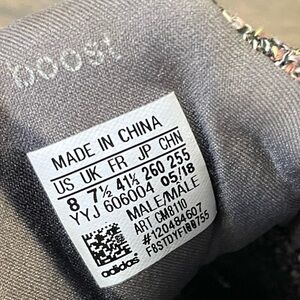 boost
MADE IN CHINA
US UK FR JP CHN
8 7½ 41⅓ 260 255
YYJ 606004 05/18
MALE/MALE
ART CM8110
#120484607
F8STDYFI00755
adidas